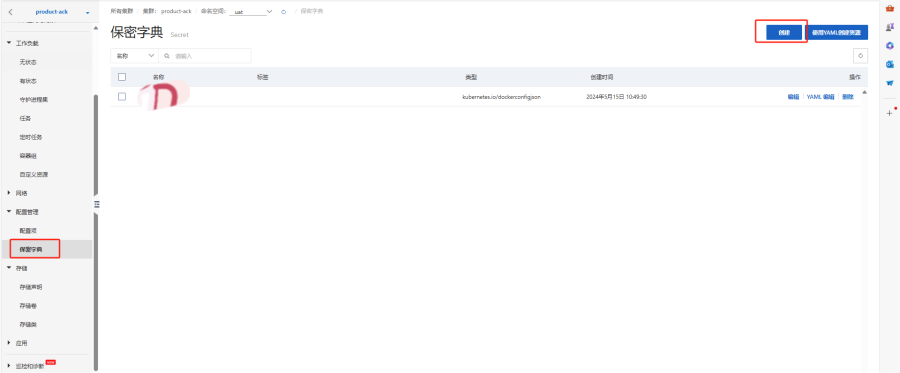 product-ack
所有集群 / 集群: product-ack / 命名空间: uat / 保密字典
保密字典 Secret
创建 使用YAML创建资源
名称 请输入
名称 标签 类型 创建时间 操作
kubernetes.io/dockerconfigjson 2024年5月15日 10:49:30 编辑 | YAML 编辑 | 删除
工作负载
无状态
有状态
守护进程集
任务
定时任务
容器组
自定义资源
网络
配置管理
配置项
保密字典
存储
存储声明
存储卷
存储类
应用
巡检和诊断 NEW